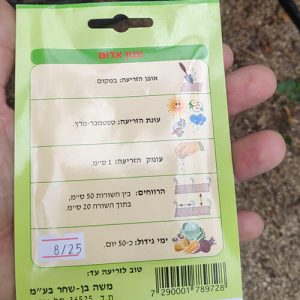 צנון אדום
אופן הזריעה: במקום.
עונת הזריעה: ספטמבר-מרץ.
עומק הזריעה: 1 ס״מ.
הרווחים: בין השורות 50 ס״מ,
בתוך השורה 20 ס״מ.
ימי גידול: כ-50 יום.
8/25
טוב לזריעה עד:
משה בן-שחר בע״מ
ת.ד. 16525
7 290001 789728